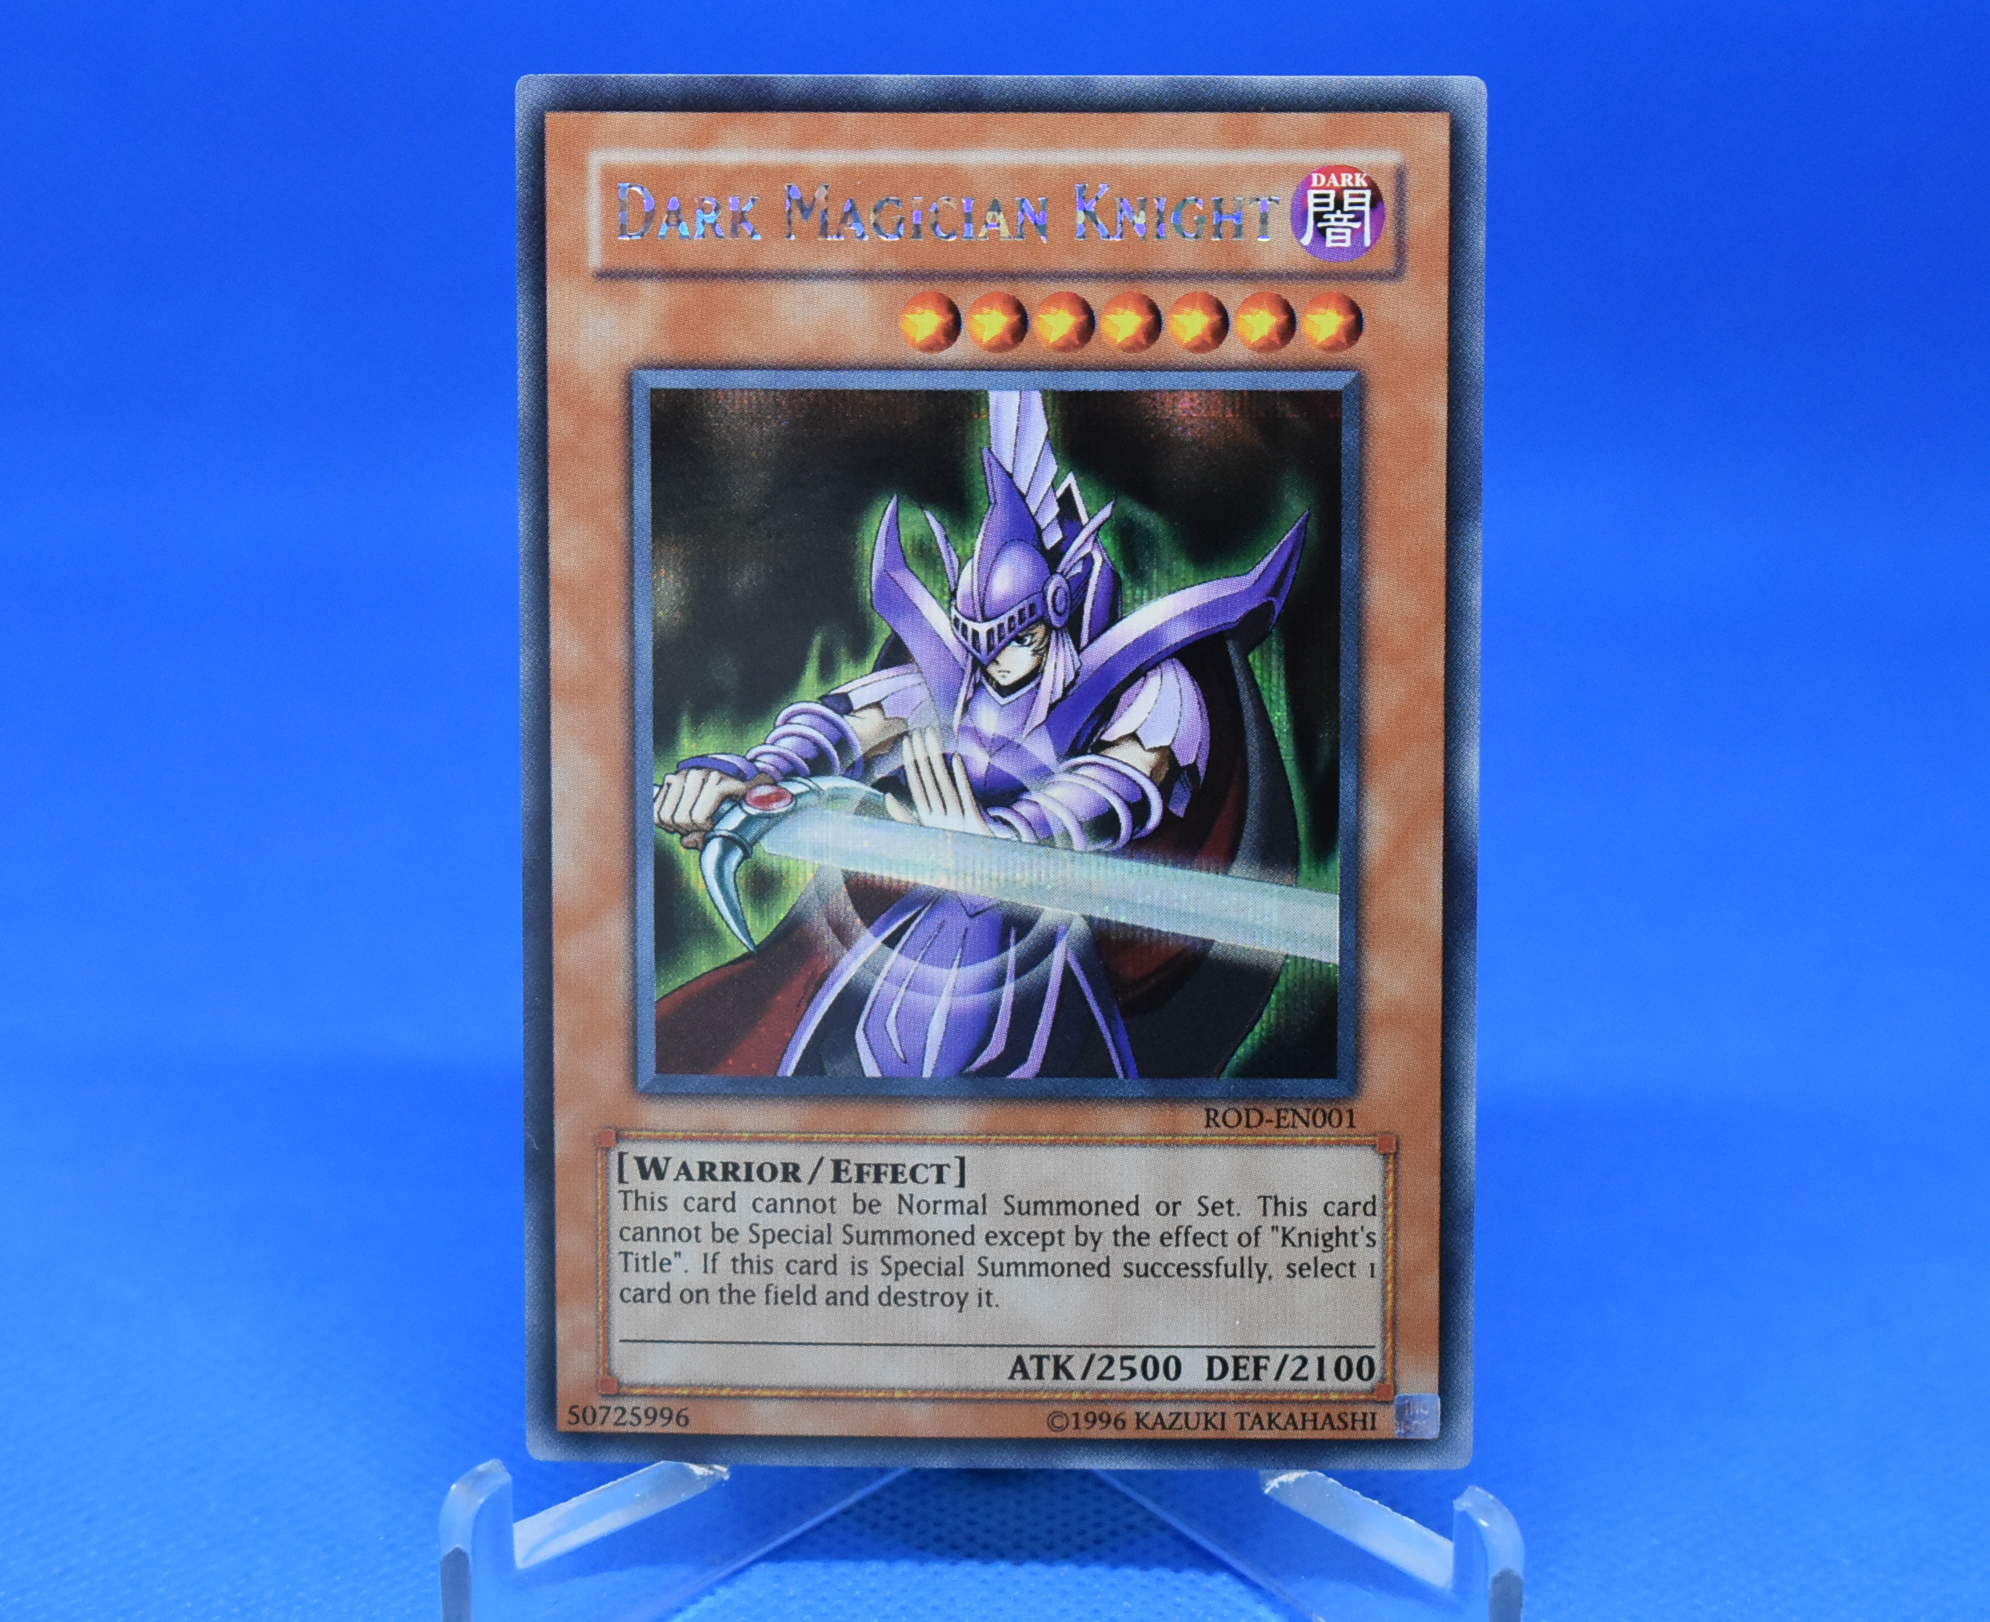 DARK MAGICIAN KNIGHT
DARK
闇
ROD-EN001
[WARRIOR/EFFECT]
This card cannot be Normal Summoned or Set. This card
cannot be Special Summoned except by the effect of "Knight's
Title". If this card is Special Summoned successfully, select 1
card on the field and destroy it.
ATK/2500 DEF/2100
50725996
©1996 KAZUKI TAKAHASHI